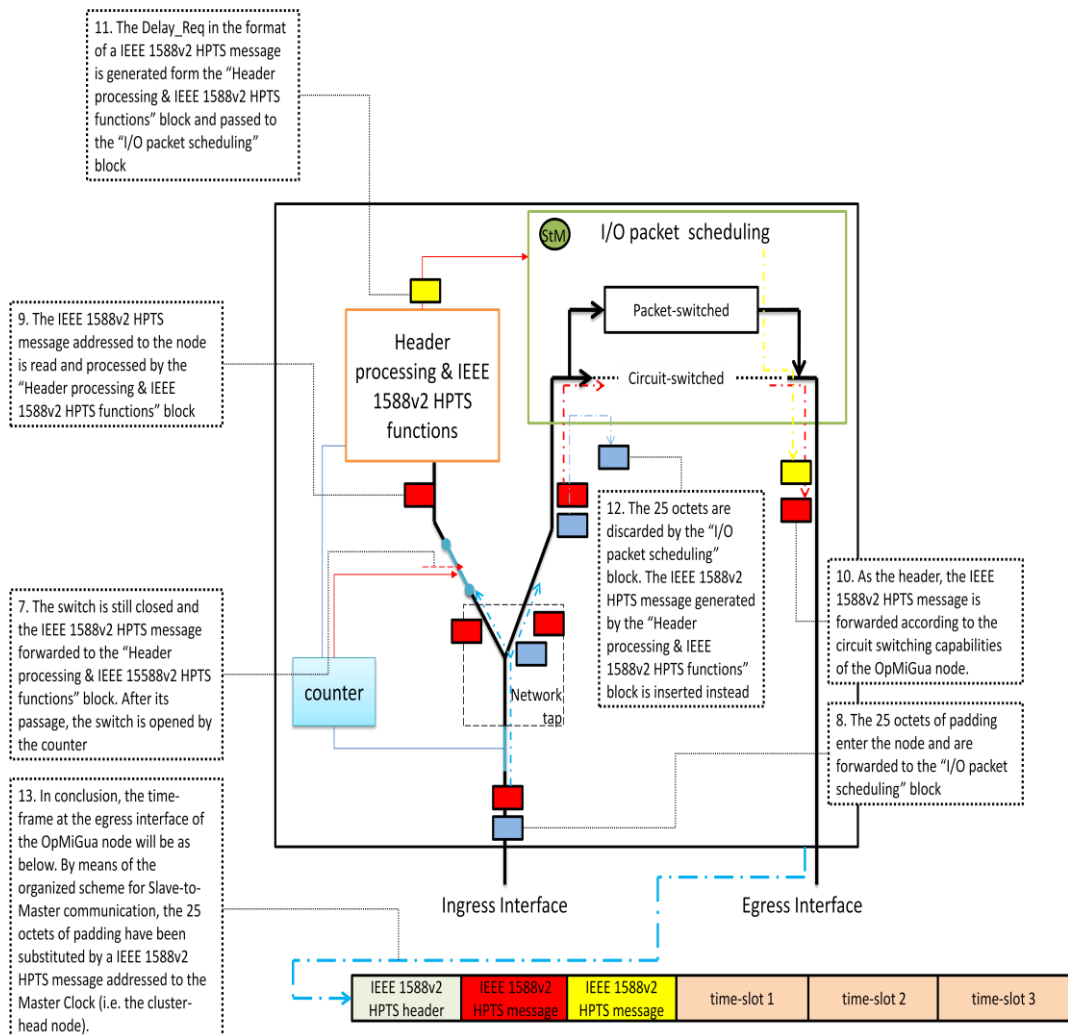 11. The Delay_Req in the format
of a IEEE 1588v2 HPTS message
is generated form the “Header
processing & IEEE 1588v2 HPTS
functions” block and passed to
the “I/O packet scheduling”
block
StM
I/O packet scheduling
Packet-switched
Circuit-switched
Header
processing & IEEE
1588v2 HPTS
functions
9. The IEEE 1588v2 HPTS
message addressed to the node
is read and processed by the
“Header processing & IEEE
1588v2 HPTS functions” block
12. The 25 octets are
discarded by the “I/O
packet scheduling”
block. The IEEE 1588v2
HPTS message generated
by the “Header
processing & IEEE
1588v2 HPTS functions”
block is inserted instead
10. As the header, the IEEE
1588v2 HPTS message is
forwarded according to the
circuit switching capabilities
of the OpMiGua node.
7. The switch is still closed and
the IEEE 1588v2 HPTS message
forwarded to the “Header
processing & IEEE 15588v2 HPTS
functions” block. After its
passage, the switch is opened by
the counter
counter
Network
tap
8. The 25 octets of padding
enter the node and are
forwarded to the “I/O packet
scheduling” block
13. In conclusion, the time-
frame at the egress interface of
the OpMiGua node will be as
below. By means of the
organized scheme for Slave-to-
Master communication, the 25
octets of padding have been
substituted by a IEEE 1588v2
HPTS message addressed to the
Master Clock (i.e. the cluster-
head node).
Ingress Interface
Egress Interface
IEEE 1588v2
HPTS header
IEEE 1588v2
HPTS message
IEEE 1588v2
HPTS message
time-slot 1
time-slot 2
time-slot 3